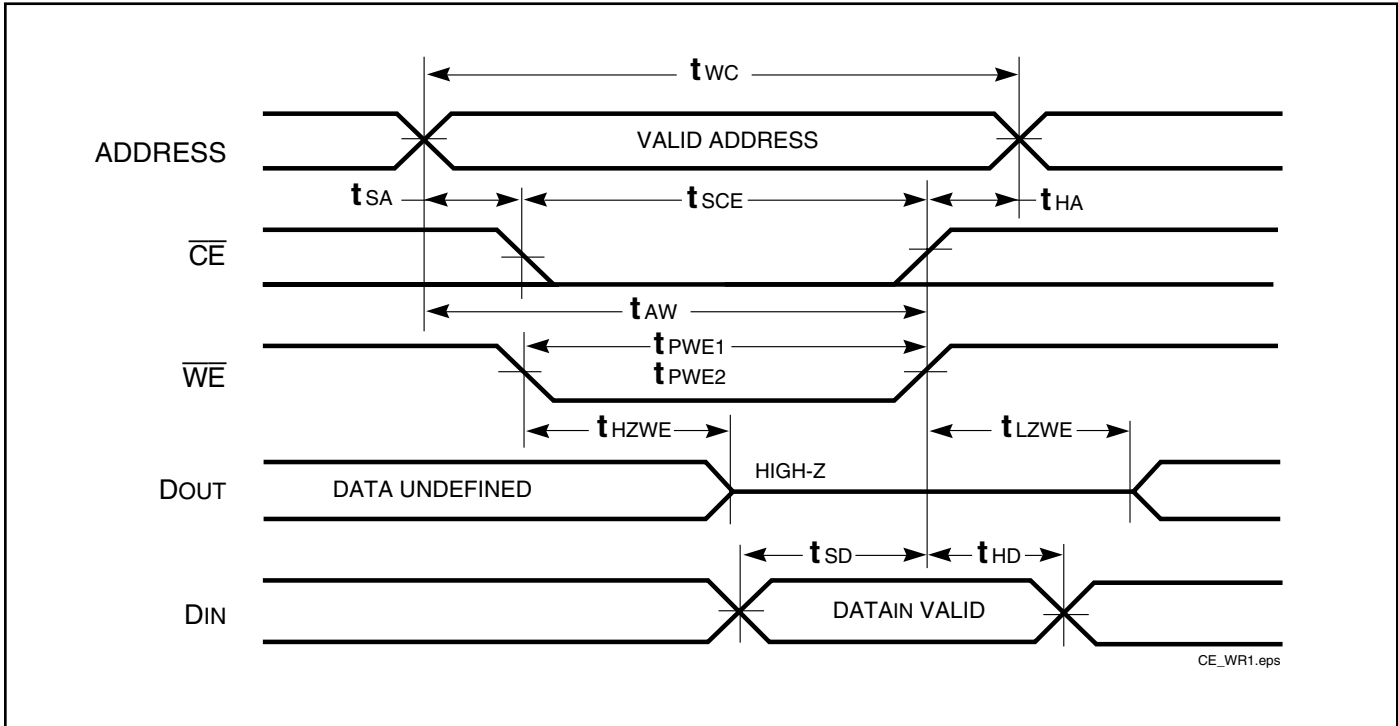 tWC
ADDRESS
VALID ADDRESS
tSA
tSCE
tHA
CE
tAW
WE
tPWE1
tPWE2
tHZWE
tLZWE
DOUT
DATA UNDEFINED
HIGH-Z
tSD
tHD
DIN
DATAIN VALID
CE_WR1.eps